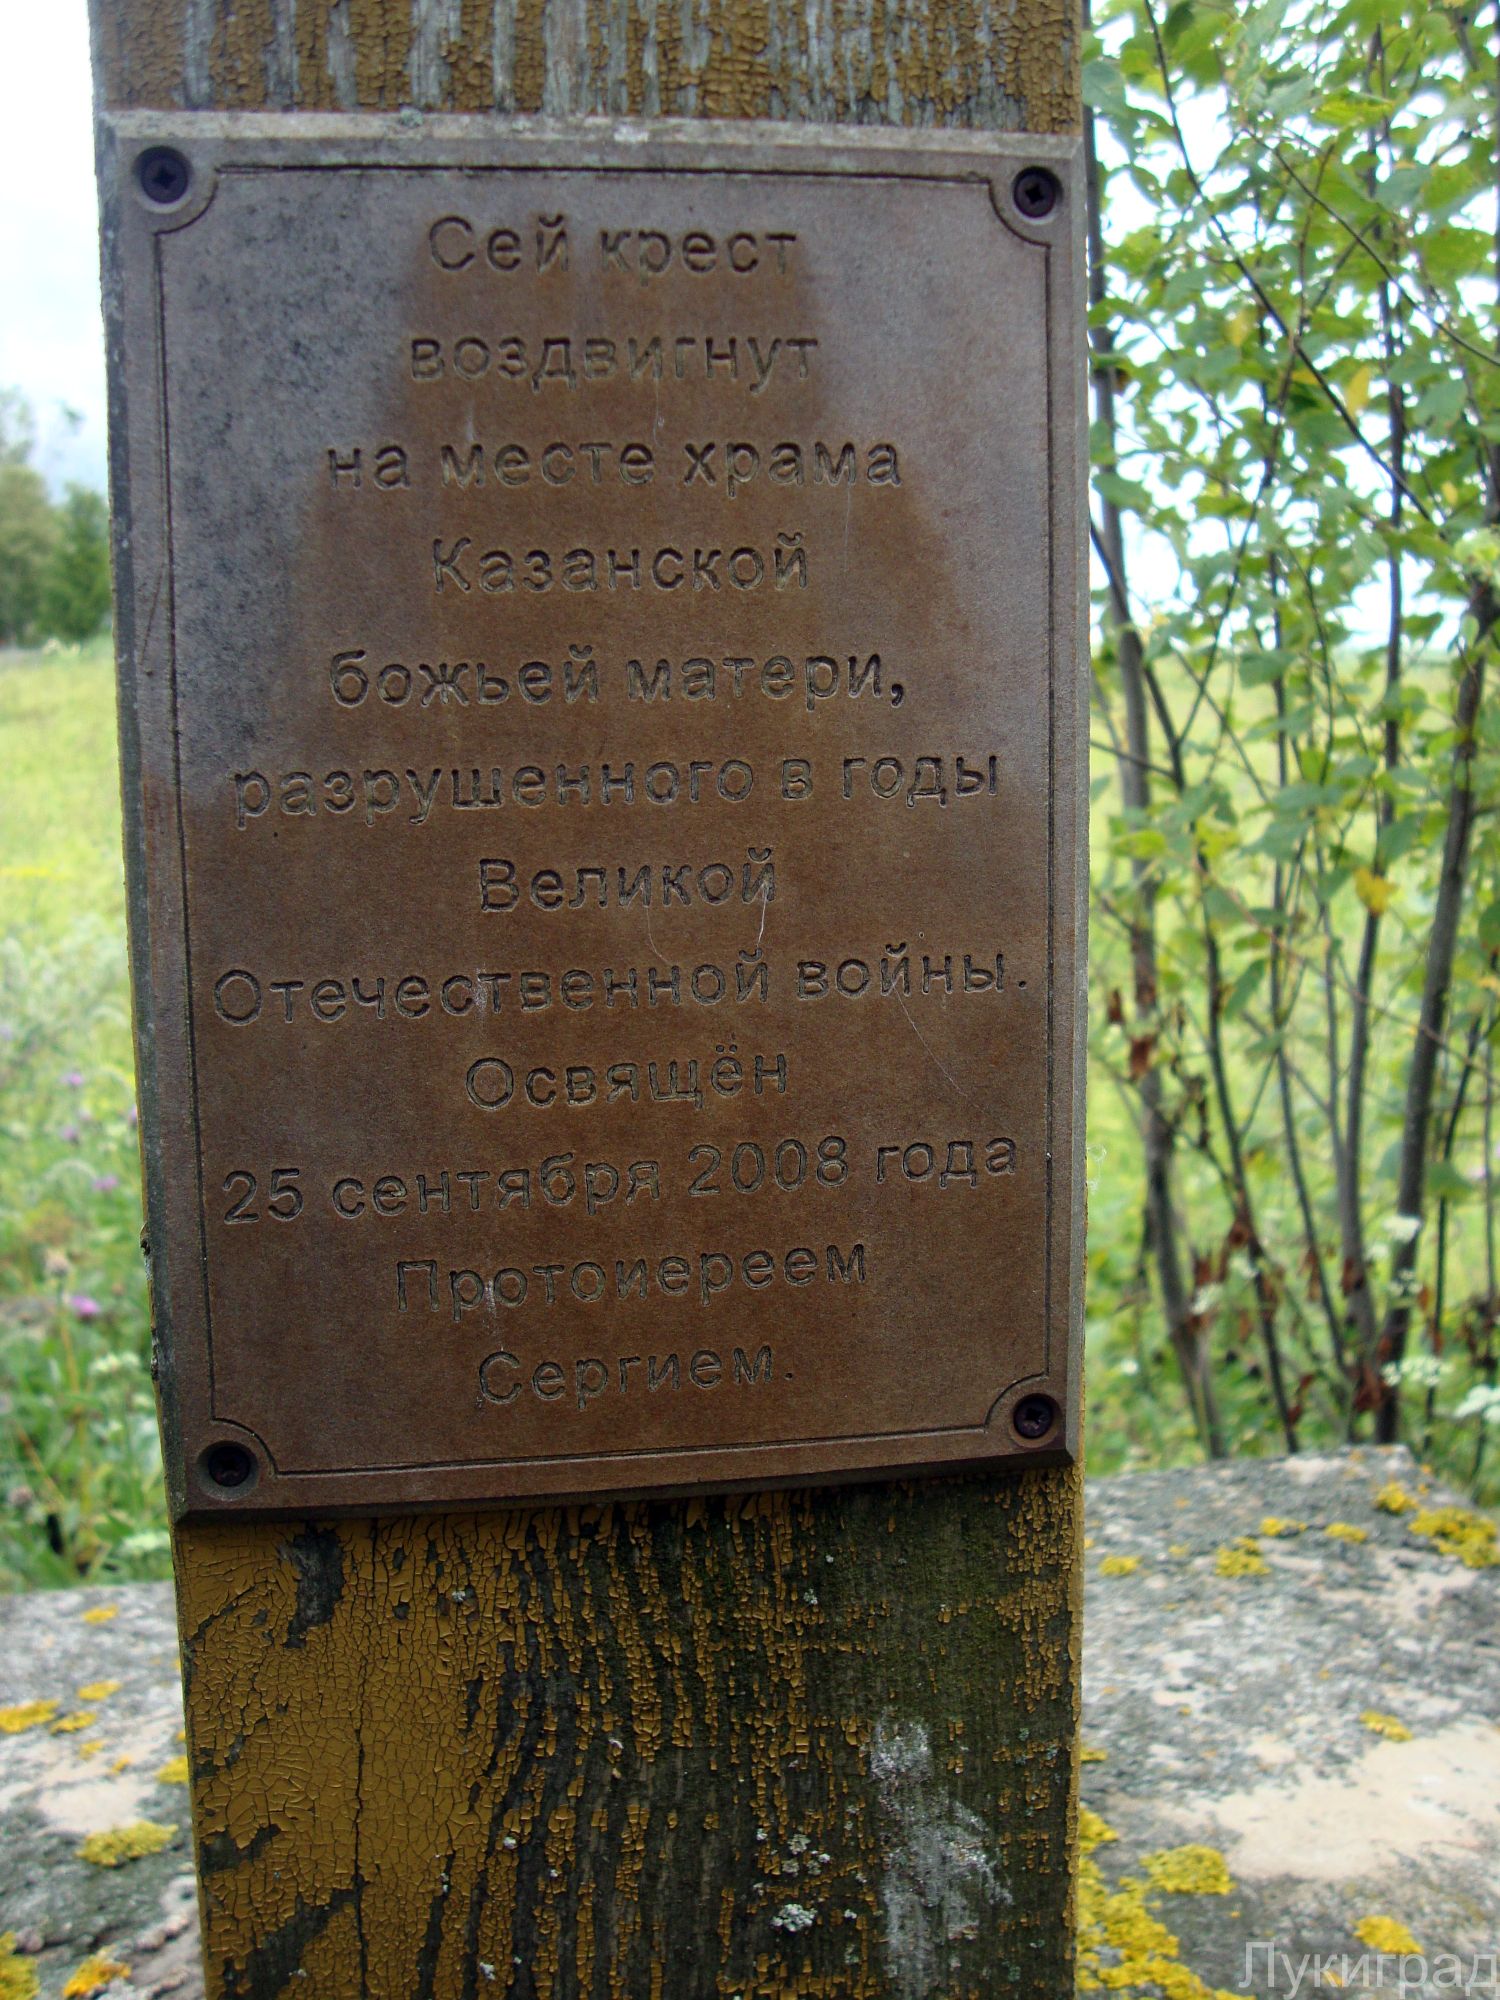 Сей крест
воздвигнут
на месте храма
Казанской
божьей матери,
разрушенного в годы
Великой
Отечественной войны.
Освящён
25 сентября 2008 года
Протоиереем
Сергием.
Лукиград